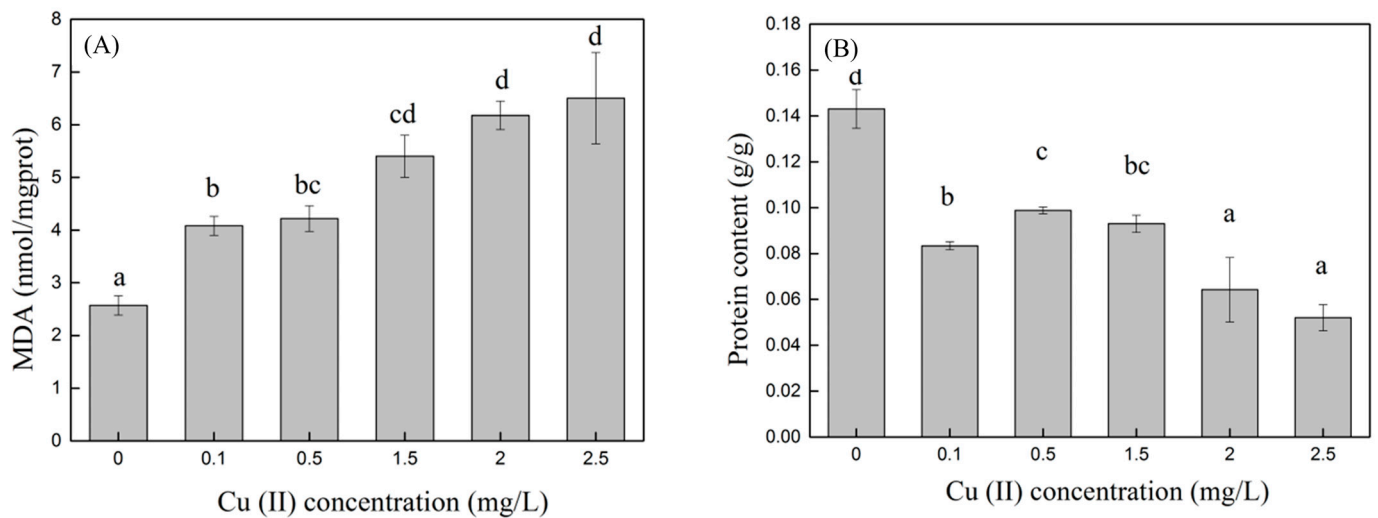 (A)
MDA (nmol/mgprot)
8
7
6
5
4
3
2
1
0
a
b
bc
cd
d
d
0 0.1 0.5 1.5 2 2.5
Cu (II) concentration (mg/L)
(B)
Protein content (g/g)
0.18
0.16
0.14
0.12
0.10
0.08
0.06
0.04
0.02
0.00
d
b
c
bc
a
a
0 0.1 0.5 1.5 2 2.5
Cu (II) concentration (mg/L)